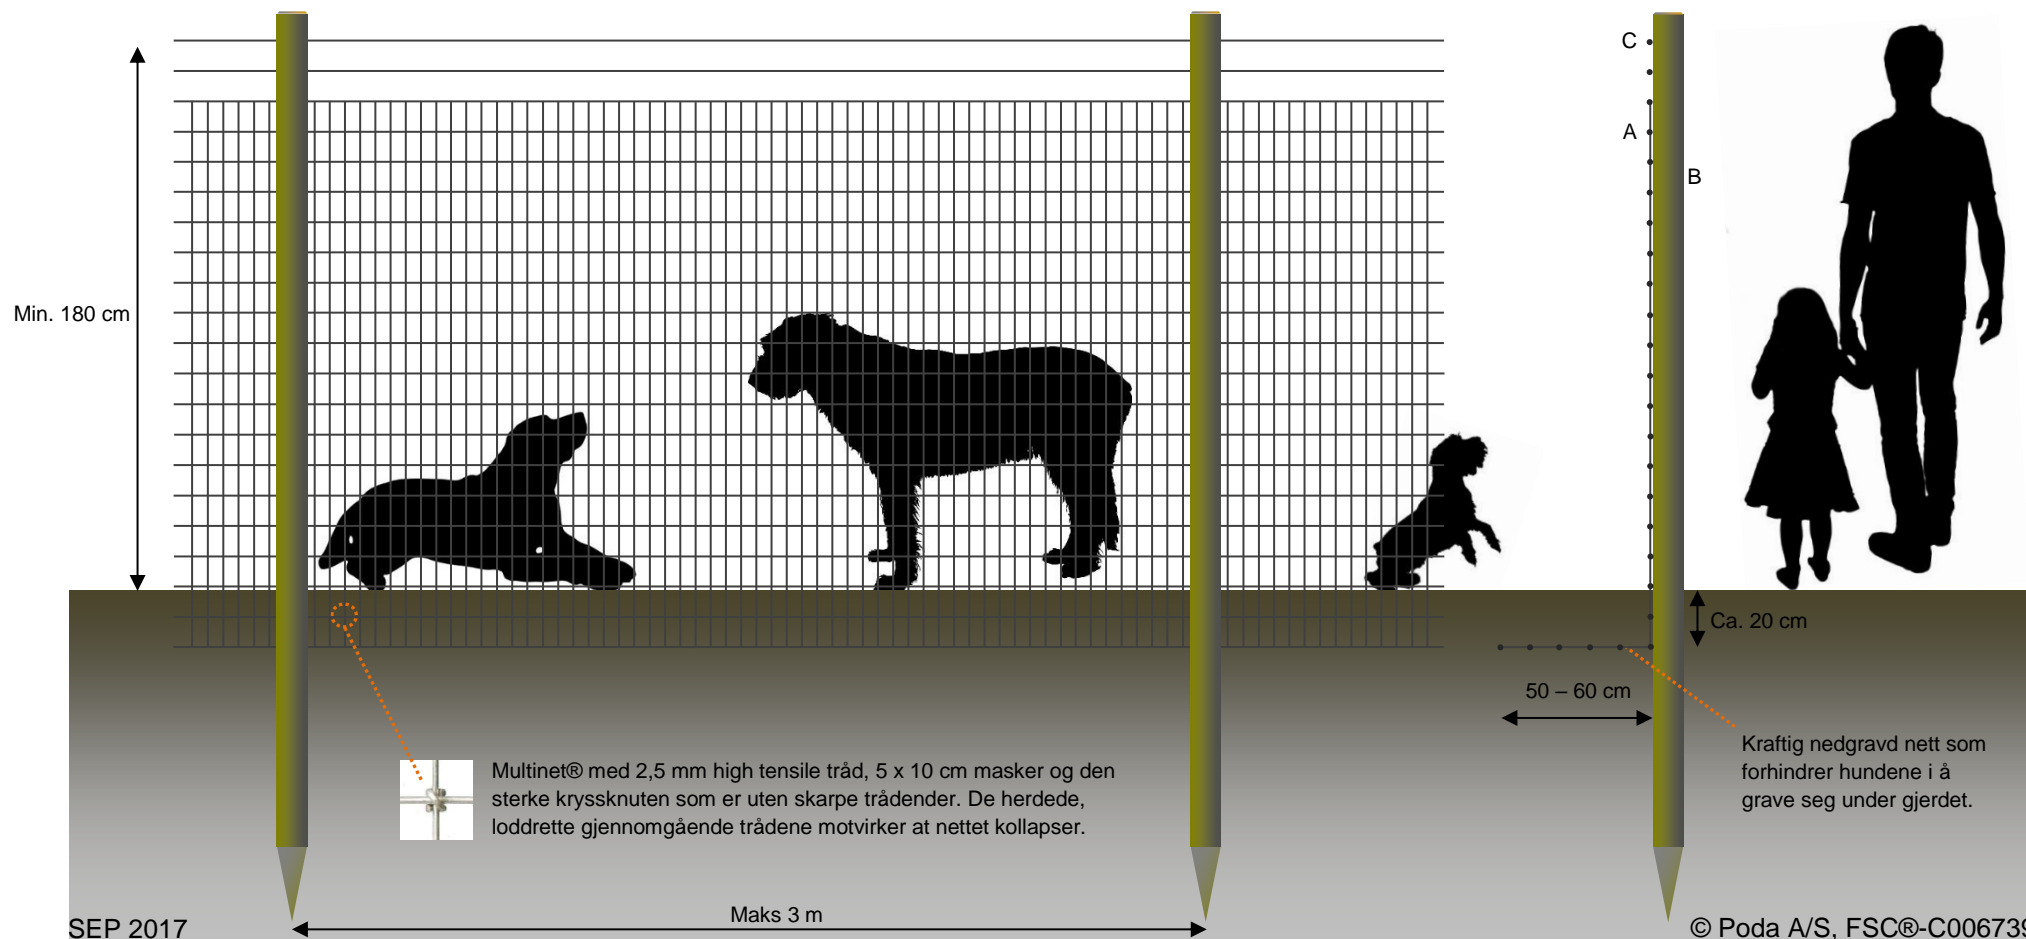 C
A
B
Min. 180 cm
Ca. 20 cm
50 – 60 cm
Kraftig nedgravd nett som
forhindrer hundene i å
grave seg under gjerdet.
Multinet® med 2,5 mm high tensile tråd, 5 x 10 cm masker og den
sterke kryssknuten som er uten skarpe trådender. De herdede,
loddrette gjennomgående trådene motvirker at nettet kollapser.
Maks 3 m
SEP 2017
© Poda A/S, FSC®-C006739